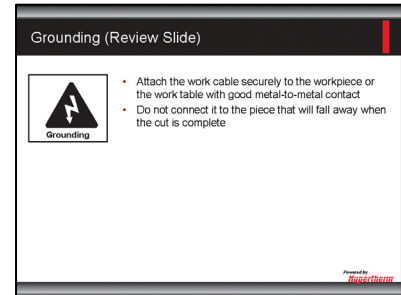 Grounding (Review Slide)
Grounding
• Attach the work cable securely to the workpiece or
the work table with good metal-to-metal contact
• Do not connect it to the piece that will fall away when
the cut is complete
Powered by
Hypertherm